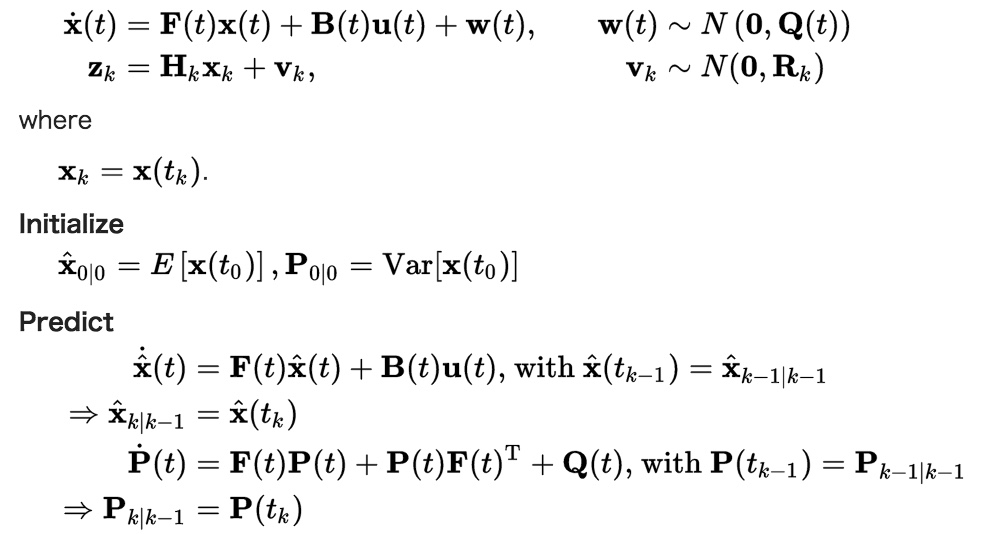 ẋ(t) = F(t)x(t) + B(t)u(t) + w(t), w(t) ∼ N (0, Q(t))
z_k = H_k x_k + v_k, v_k ∼ N(0, R_k)
where
x_k = x(t_k).
Initialize
x̂_{0|0} = E [x(t_0)] , P_{0|0} = Var[x(t_0)]
Predict
x̂̇(t) = F(t)x̂(t) + B(t)u(t), with x̂(t_{k−1}) = x̂_{k−1|k−1}
⇒ x̂_{k|k−1} = x̂(t_k)
Ṗ(t) = F(t)P(t) + P(t)F(t)^T + Q(t), with P(t_{k−1}) = P_{k−1|k−1}
⇒ P_{k|k−1} = P(t_k)